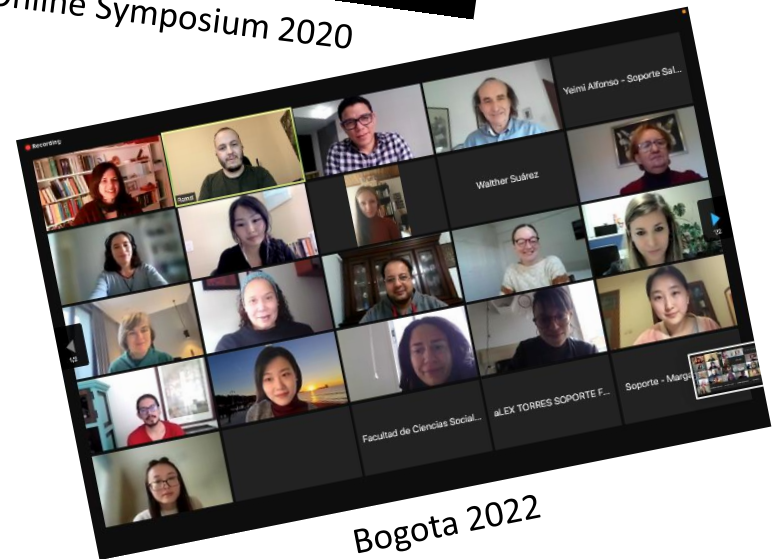 Online Symposium 2020
Recording
Yeimi Alfonso - Soporte Sal...
Walther Suárez
Facultad de Ciencias Social...
aLEX TORRES SOPORTE F...
Soporte - Marga
Bogota 2022